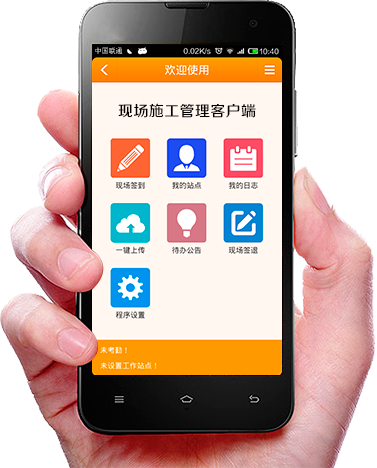 中国联通 0.02K/s 10:40
欢迎使用
现场施工管理客户端
现场签到 我的站点 我的日志
一键上传 待办公告 现场签退
程序设置
未考勤！
未设置工作站点！